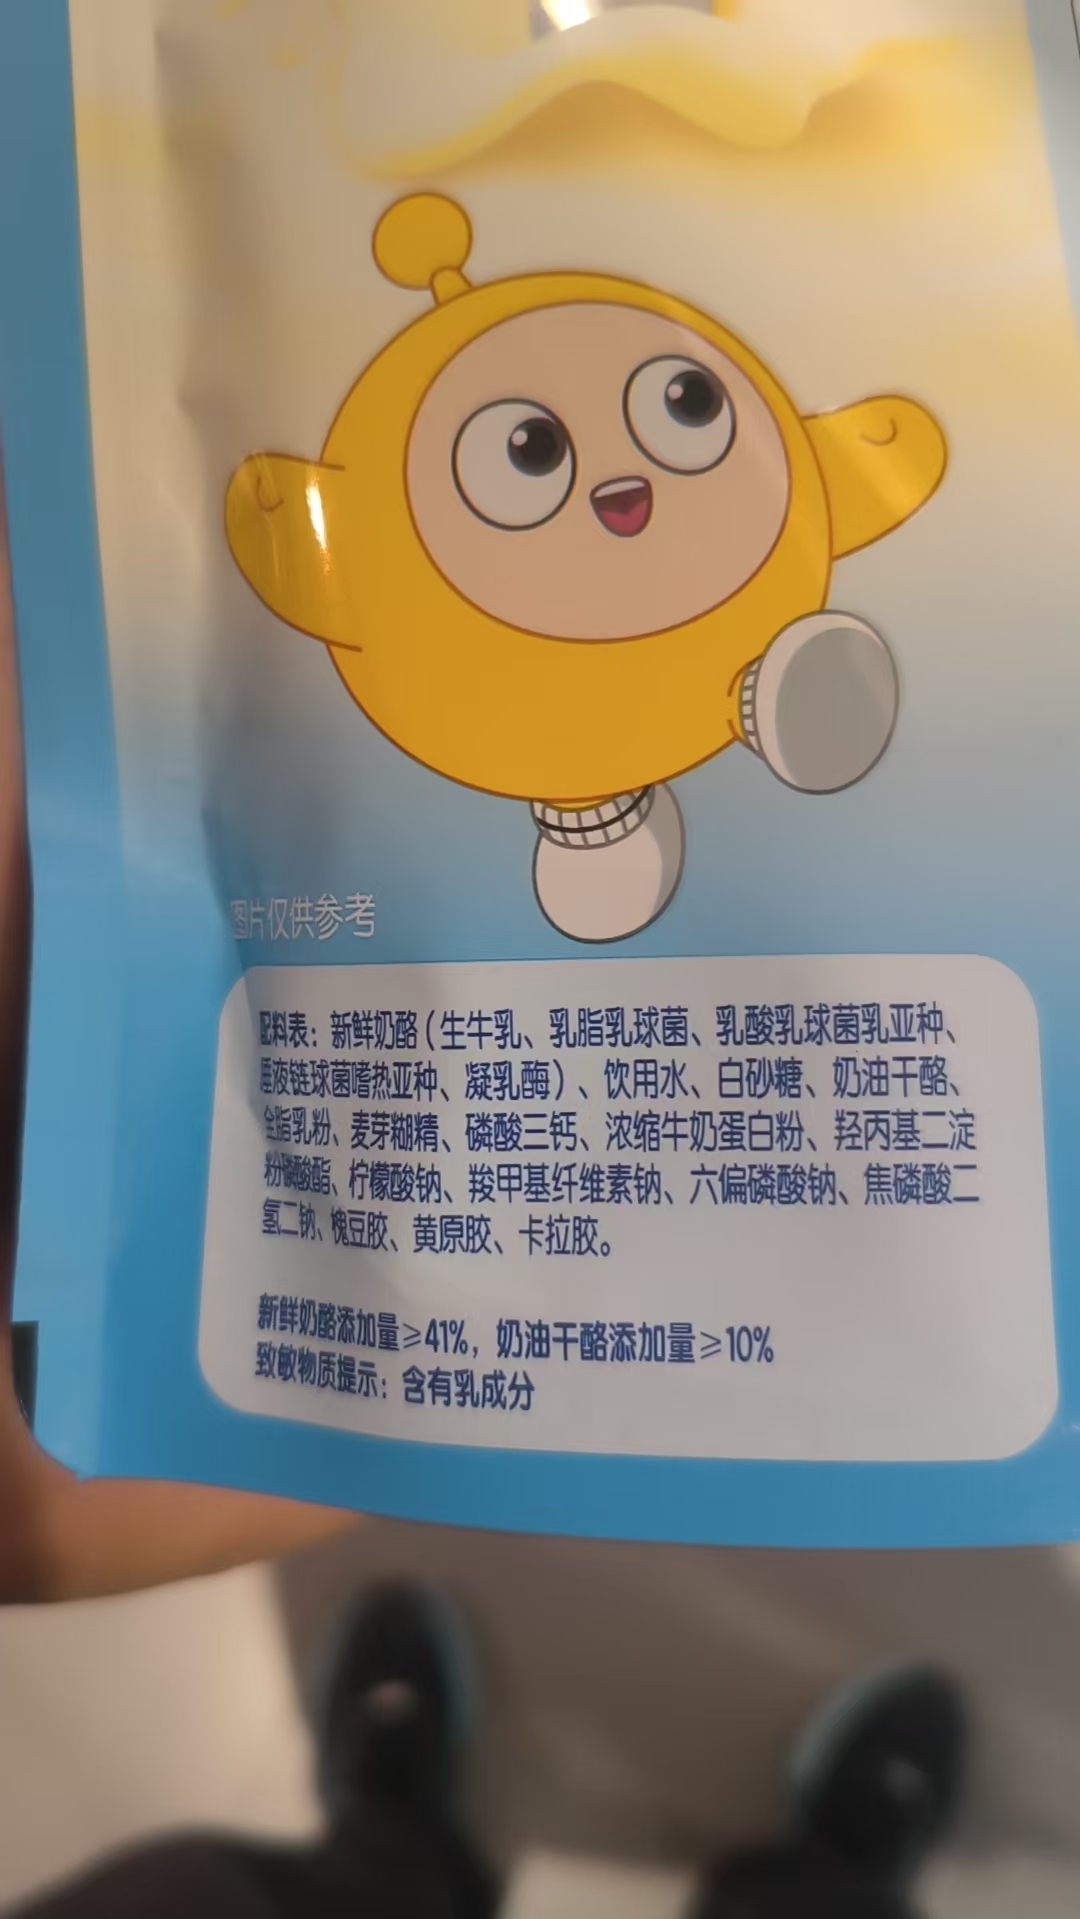 图片仅供参考
配料表：新鲜奶酪（生牛乳、乳脂乳球菌、乳酸乳球菌乳亚种、
唾液链球菌嗜热亚种、凝乳酶）、饮用水、白砂糖、奶油干酪、
全脂乳粉、麦芽糊精、磷酸三钙、浓缩牛奶蛋白粉、羟丙基二淀
粉磷酸酯、柠檬酸钠、羧甲基纤维素钠、六偏磷酸钠、焦磷酸二
氢二钠、槐豆胶、黄原胶、卡拉胶。
新鲜奶酪添加量≥41%，奶油干酪添加量≥10%
致敏物质提示：含有乳成分